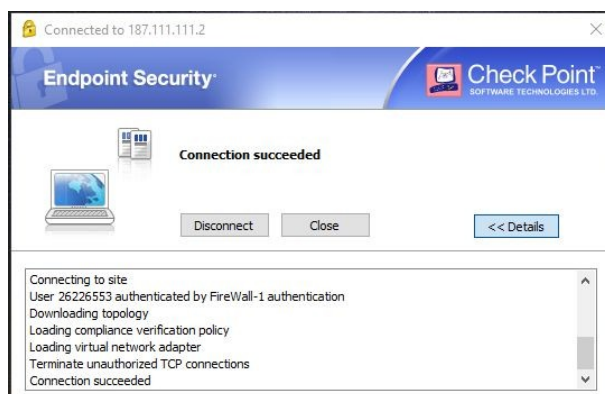 Connected to 187.111.111.2
Endpoint Security
Check Point™
SOFTWARE TECHNOLOGIES LTD.
Connection succeeded
Disconnect
Close
<< Details
Connecting to site
User 26226553 authenticated by FireWall-1 authentication
Downloading topology
Loading compliance verification policy
Loading virtual network adapter
Terminate unauthorized TCP connections
Connection succeeded